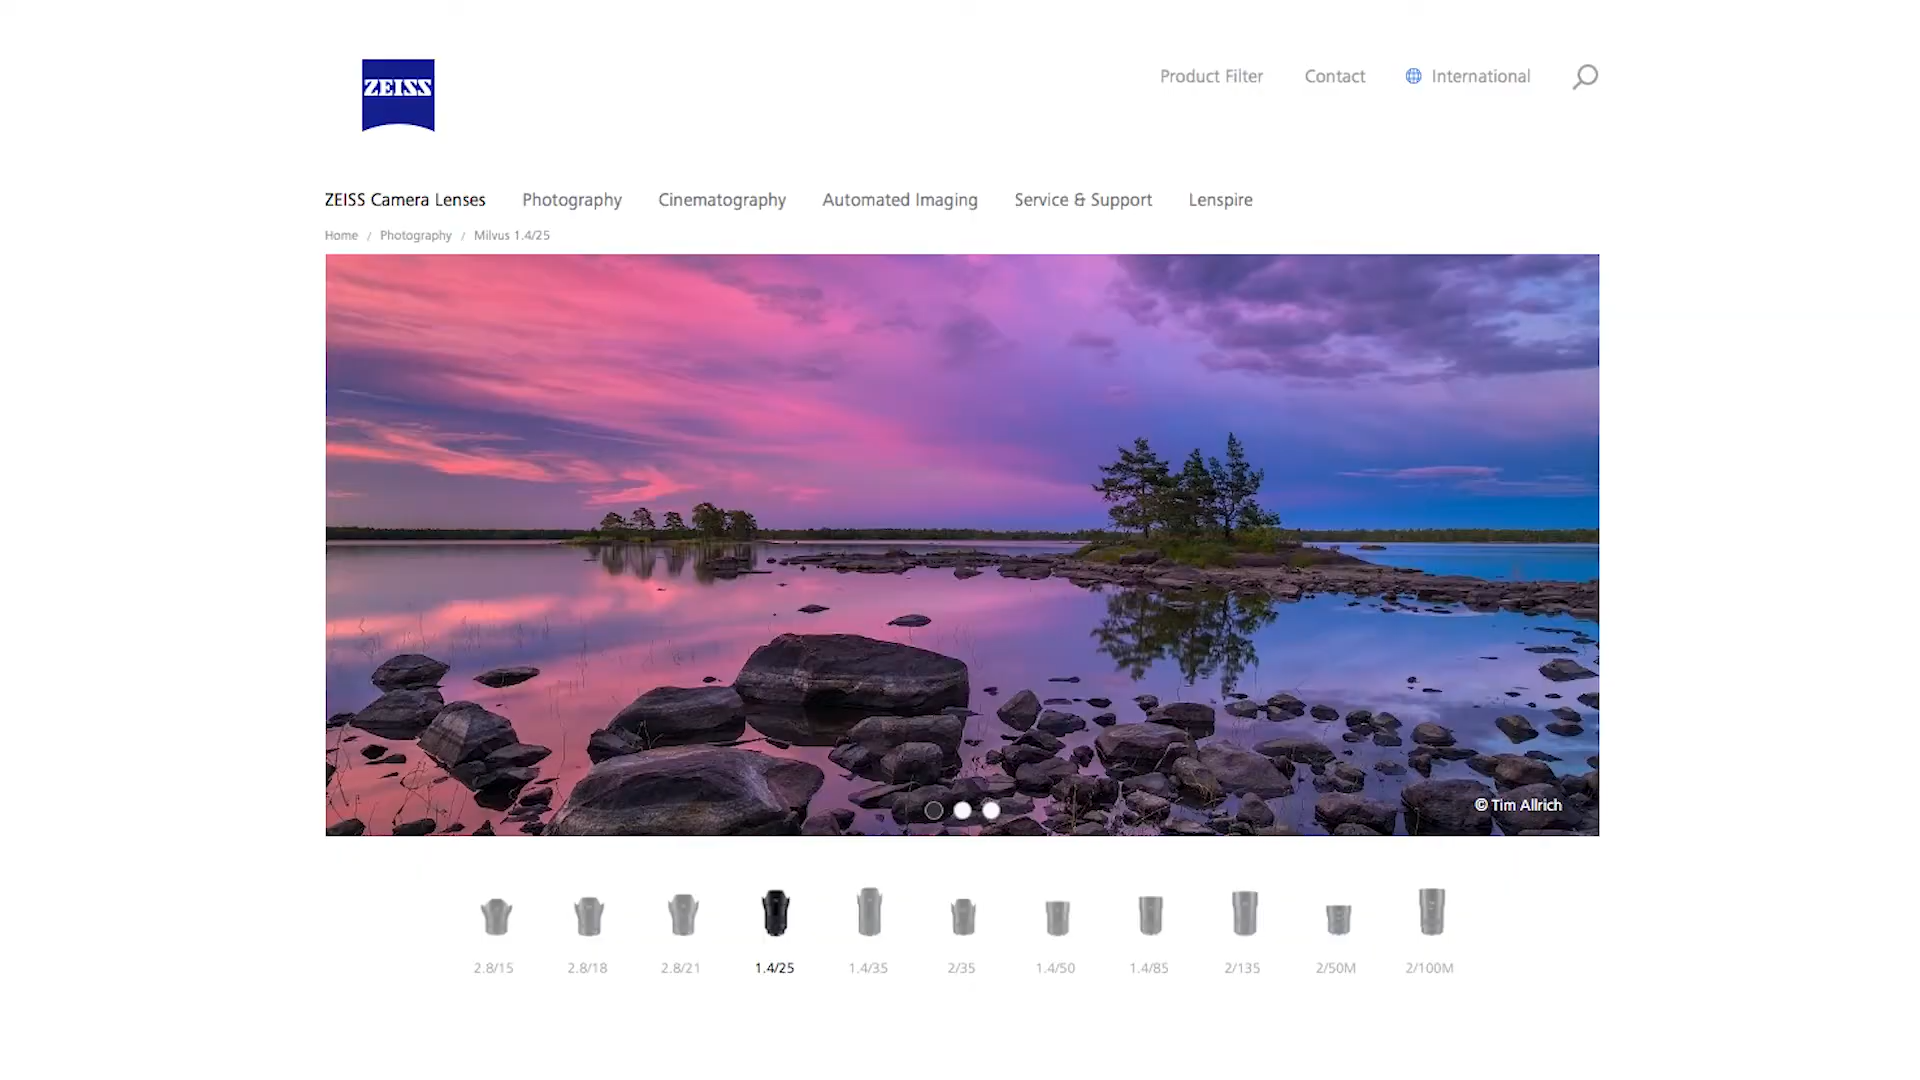 ZEISS
Product Filter Contact International
ZEISS Camera Lenses Photography Cinematography Automated Imaging Service & Support Lenspire
Home / Photography / Milvus 1.4/25
© Tim Allrich
2.8/15 2.8/18 2.8/21 1.4/25 1.4/35 2/35 1.4/50 1.4/85 2/135 2/50M 2/100M